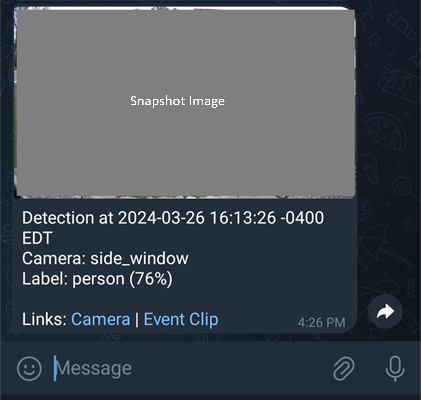 Snapshot Image
Detection at 2024-03-26 16:13:26 -0400
EDT
Camera: side_window
Label: person (76%)
Links: Camera | Event Clip
4:26 PM
Message